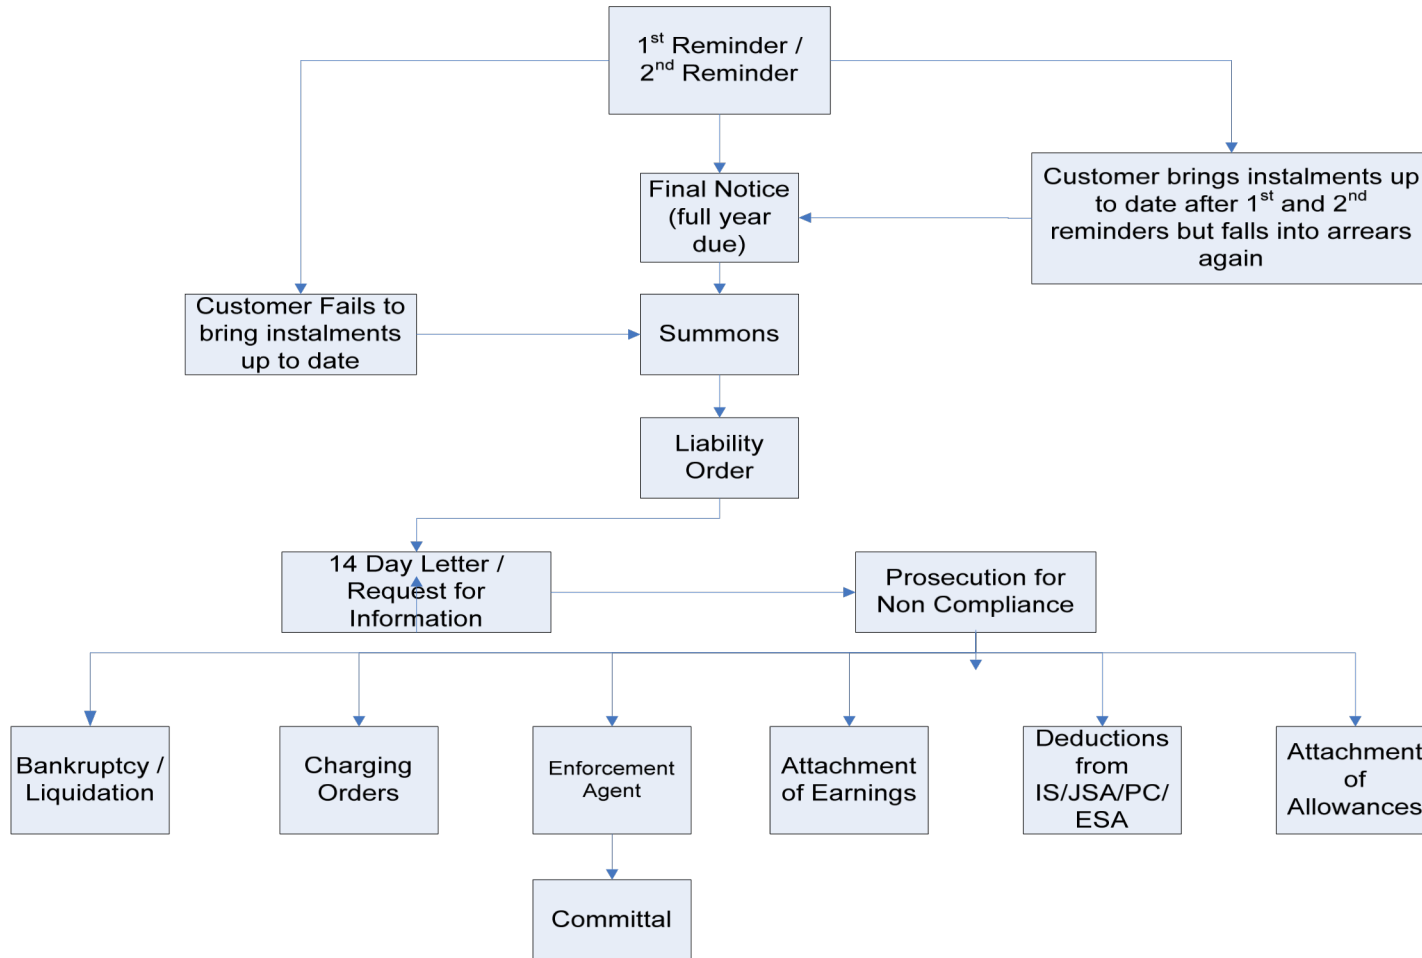 1st Reminder /
2nd Reminder
Final Notice
(full year
due)
Customer brings instalments up
to date after 1st and 2nd
reminders but falls into arrears
again
Customer Fails to
bring instalments
up to date
Summons
Liability
Order
14 Day Letter /
Request for
Information
Prosecution for
Non Compliance
Bankruptcy /
Liquidation
Charging
Orders
Enforcement
Agent
Attachment
of Earnings
Deductions
from
IS/JSA/PC/
ESA
Attachment
of
Allowances
Committal